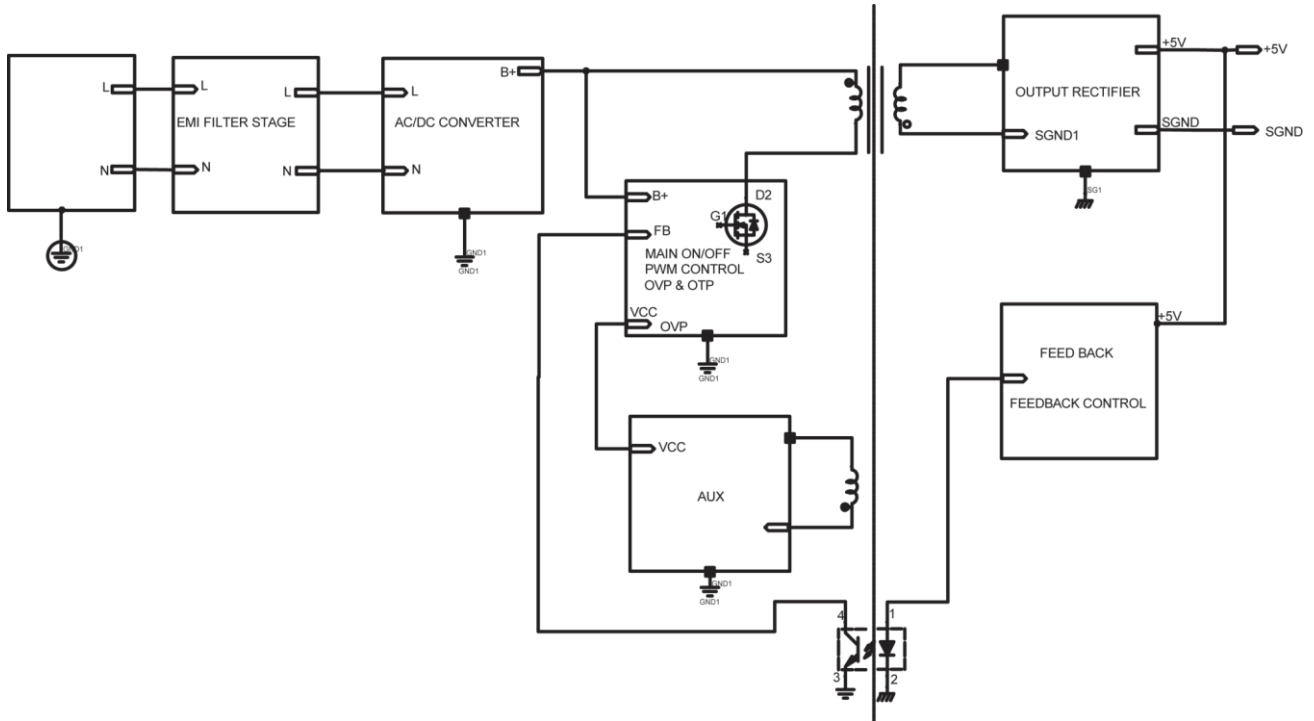 L
N
GND1
L
N
EMI FILTER STAGE
L
N
L
N
AC/DC CONVERTER
B+
GND1
GND1
B+
FB
D2
G1
S3
MAIN ON/OFF
PWM CONTROL
OVP & OTP
VCC
OVP
GND1
GND1
VCC
AUX
GND1
GND1
4
3
1
2
+5V
+5V
OUTPUT RECTIFIER
SGND
SGND
SGND1
SG1
+5V
FEED BACK
FEEDBACK CONTROL